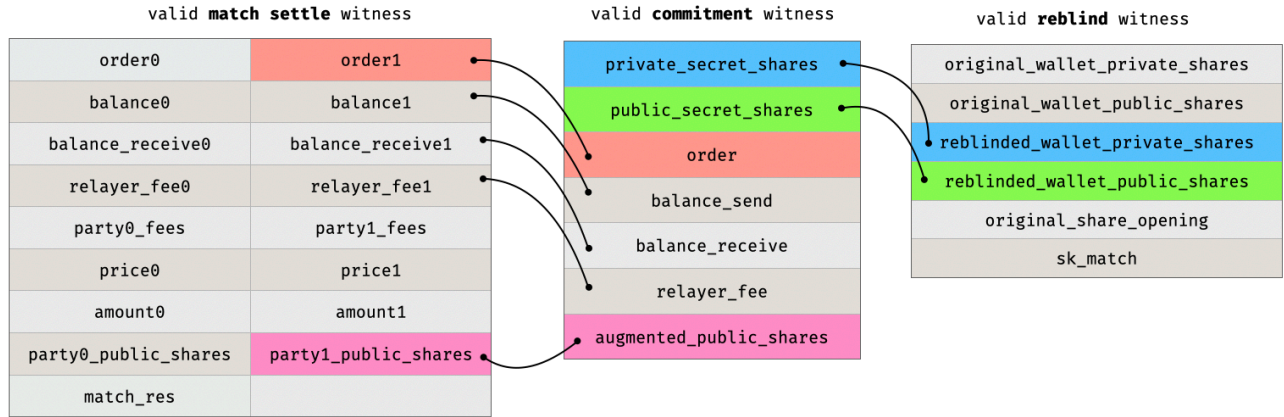 valid match settle witness
order0 order1
balance0 balance1
balance_receive0 balance_receive1
relayer_fee0 relayer_fee1
party0_fees party1_fees
price0 price1
amount0 amount1
party0_public_shares party1_public_shares
match_res
valid commitment witness
private_secret_shares
public_secret_shares
order
balance_send
balance_receive
relayer_fee
augmented_public_shares
valid reblind witness
original_wallet_private_shares
original_wallet_public_shares
reblinded_wallet_private_shares
reblinded_wallet_public_shares
original_share_opening
sk_match